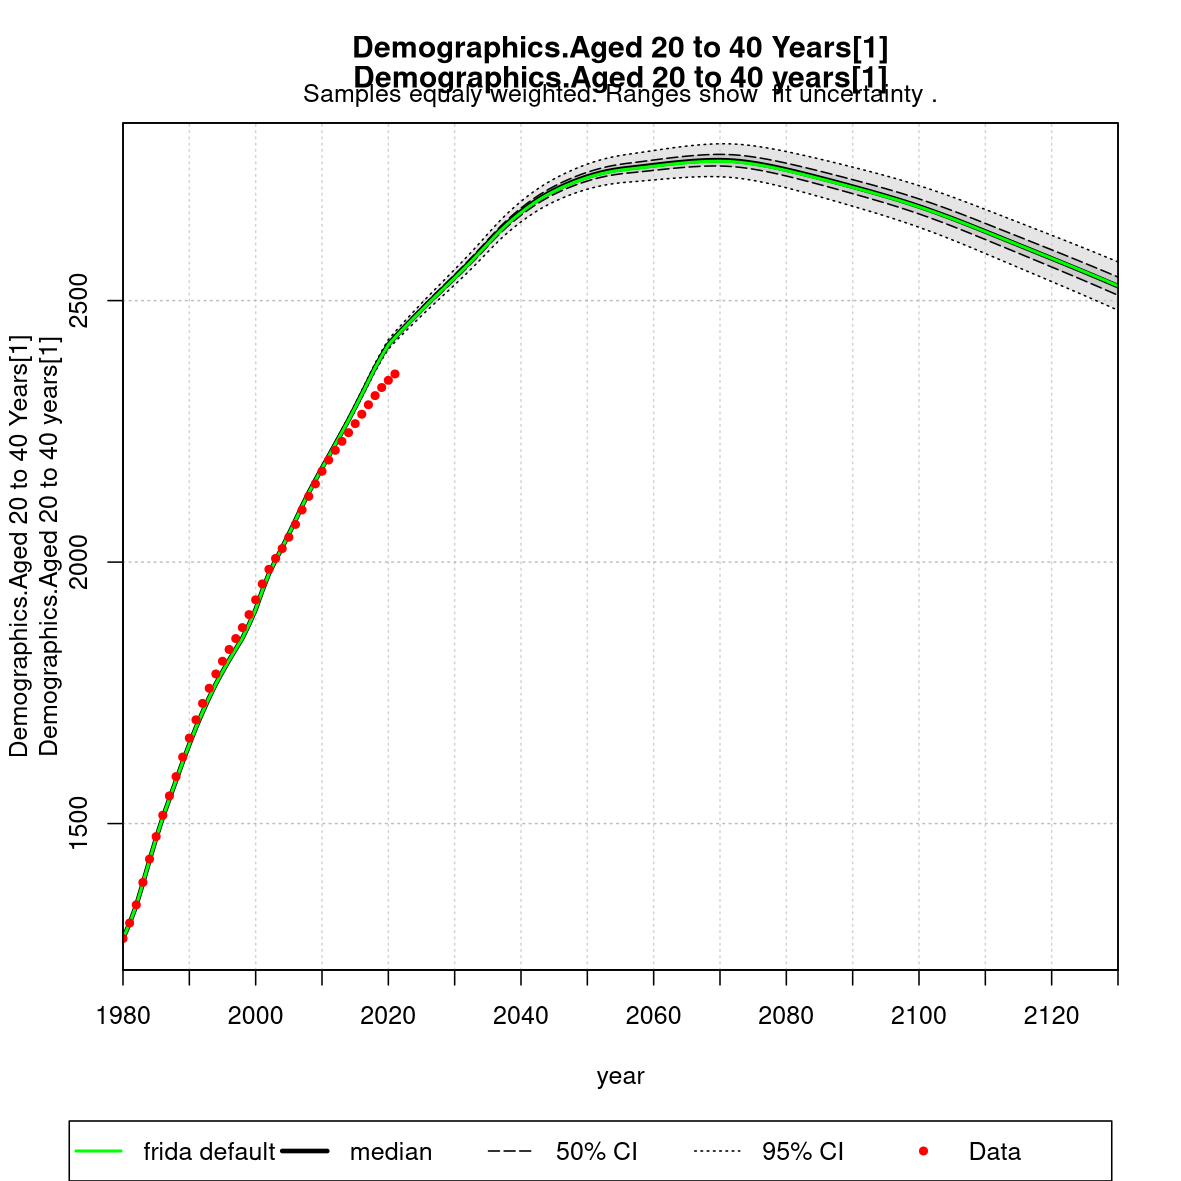 Demographics.Aged 20 to 40 Years[1]
Demographics.Aged 20 to 40 years[1]
Samples equaly weighted. Ranges show fit uncertainty .
Demographics.Aged 20 to 40 Years[1]
Demographics.Aged 20 to 40 years[1]
2500
2000
1500
1980 2000 2020 2040 2060 2080 2100 2120
year
frida default median 50% CI 95% CI Data